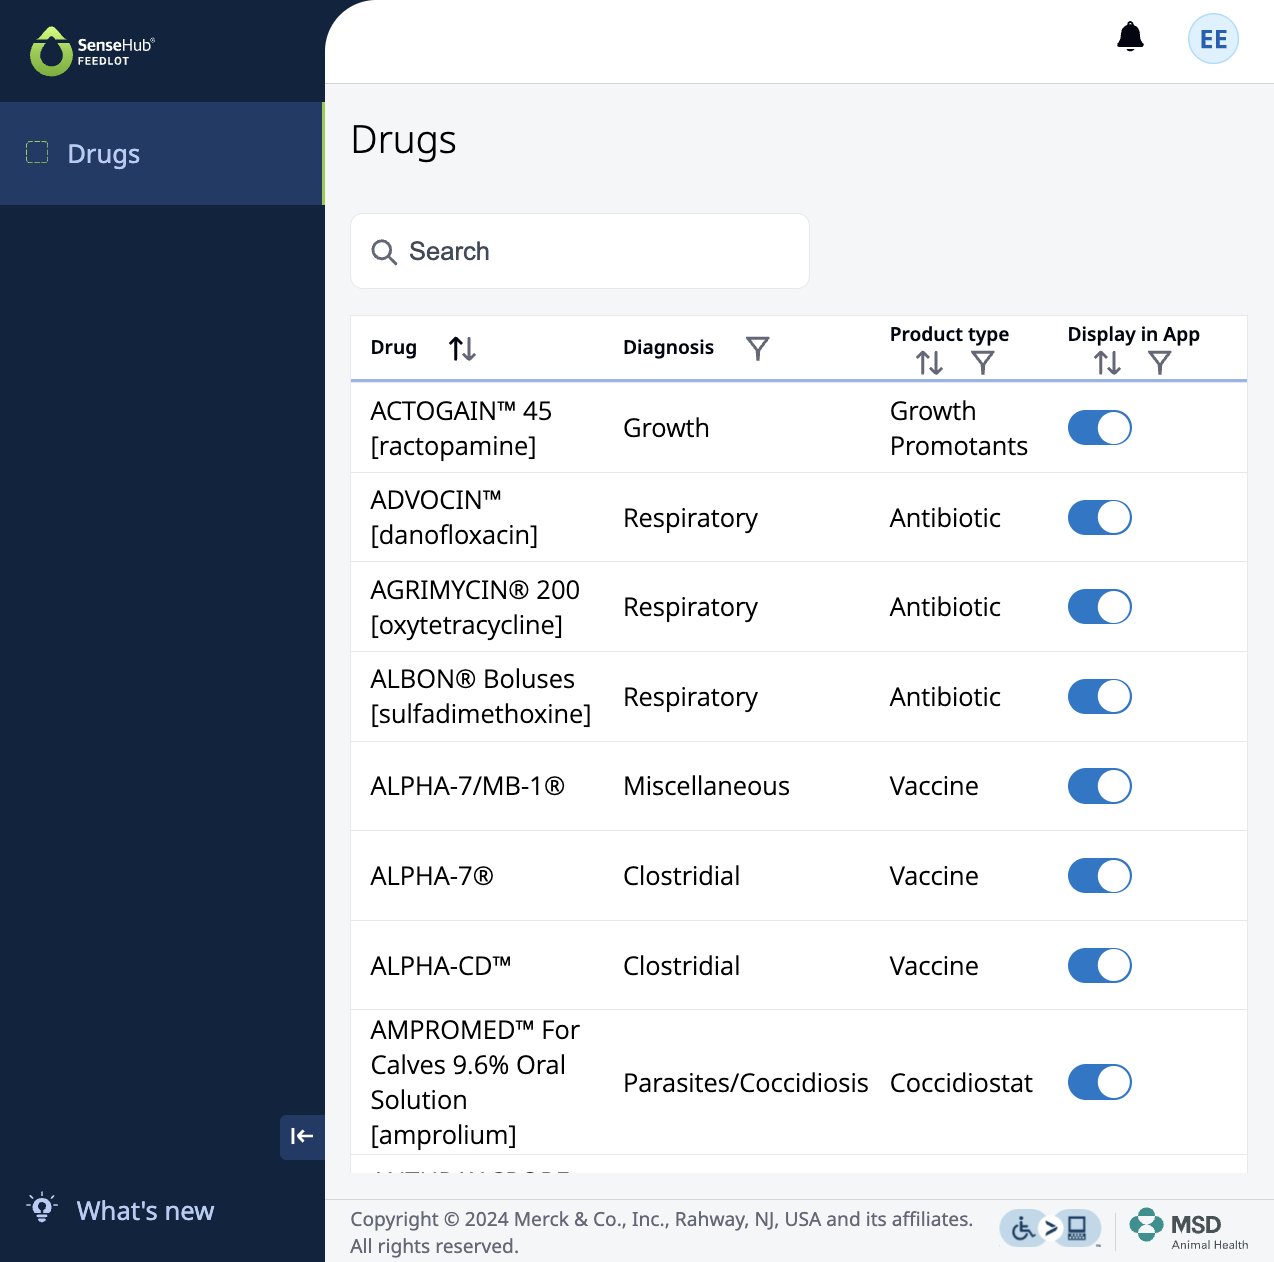 SenseHub®
FEEDLOT
EE
Drugs
Drugs
Search
Drug
Diagnosis
Product type
Display in App
ACTOGAIN™ 45
[ractopamine]
Growth
Growth
Promotants
ADVOCIN™
[danofloxacin]
Respiratory
Antibiotic
AGRIMYCIN® 200
[oxytetracycline]
Respiratory
Antibiotic
ALBON® Boluses
[sulfadimethoxine]
Respiratory
Antibiotic
ALPHA-7/MB-1®
Miscellaneous
Vaccine
ALPHA-7®
Clostridial
Vaccine
ALPHA-CD™
Clostridial
Vaccine
AMPROMED™ For
Calves 9.6% Oral
Solution
[amprolium]
Parasites/Coccidiosis
Coccidiostat
What's new
Copyright © 2024 Merck & Co., Inc., Rahway, NJ, USA and its affiliates.
All rights reserved.
MSD
Animal Health